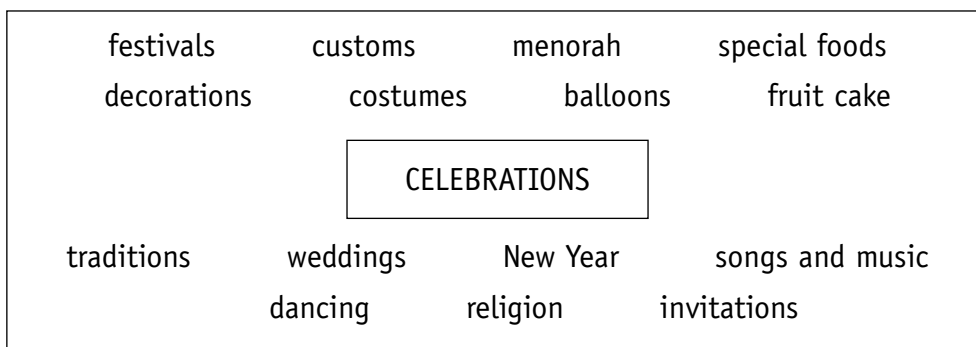 festivals customs menorah special foods
decorations costumes balloons fruit cake
CELEBRATIONS
traditions weddings New Year songs and music
dancing religion invitations